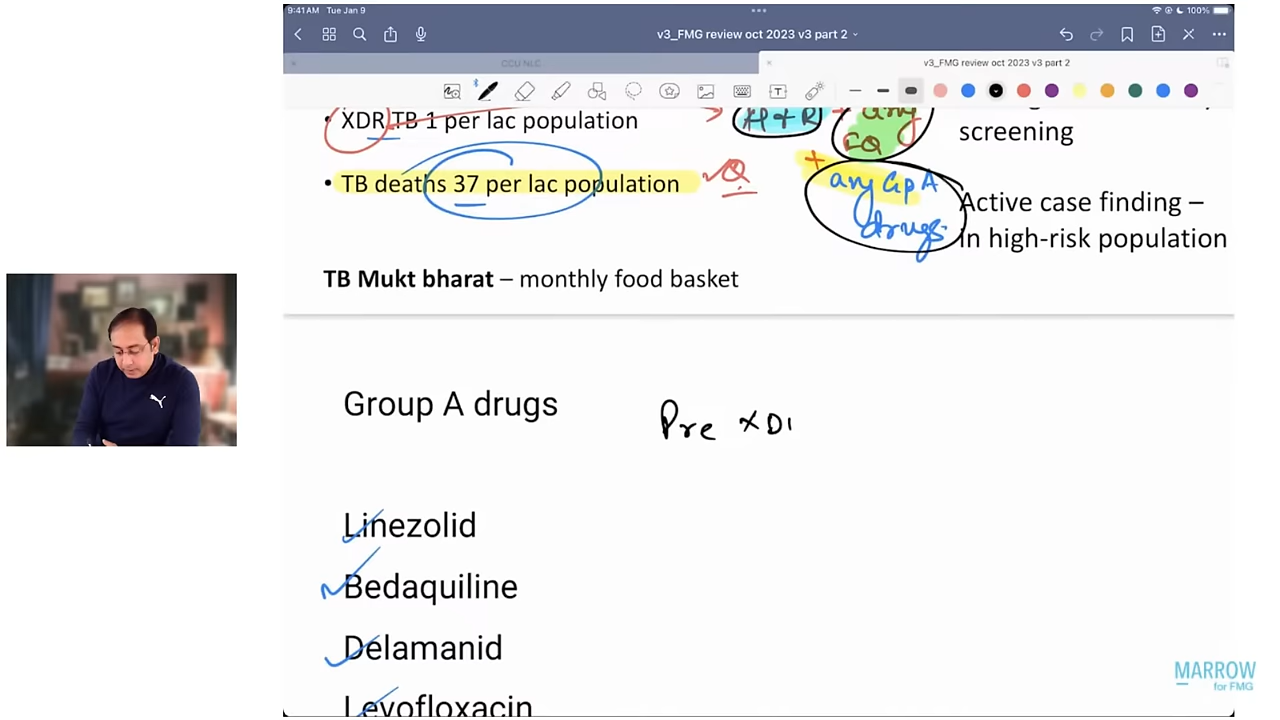 9:41 AM Tue Jan 9
100%
v3_FMG review oct 2023 v3 part 2
CCU NLC
v3_FMG review oct 2023 v3 part 2
• XDR.TB 1 per lac population
H + R
any
screening
FQ
• TB deaths 37 per lac population
Q
+
any Gp A
drugs
Active case finding –
in high-risk population
TB Mukt bharat – monthly food basket
Group A drugs
Pre XDR
Linezolid
Bedaquiline
Delamanid
Levofloxacin
MARROW
for FMG